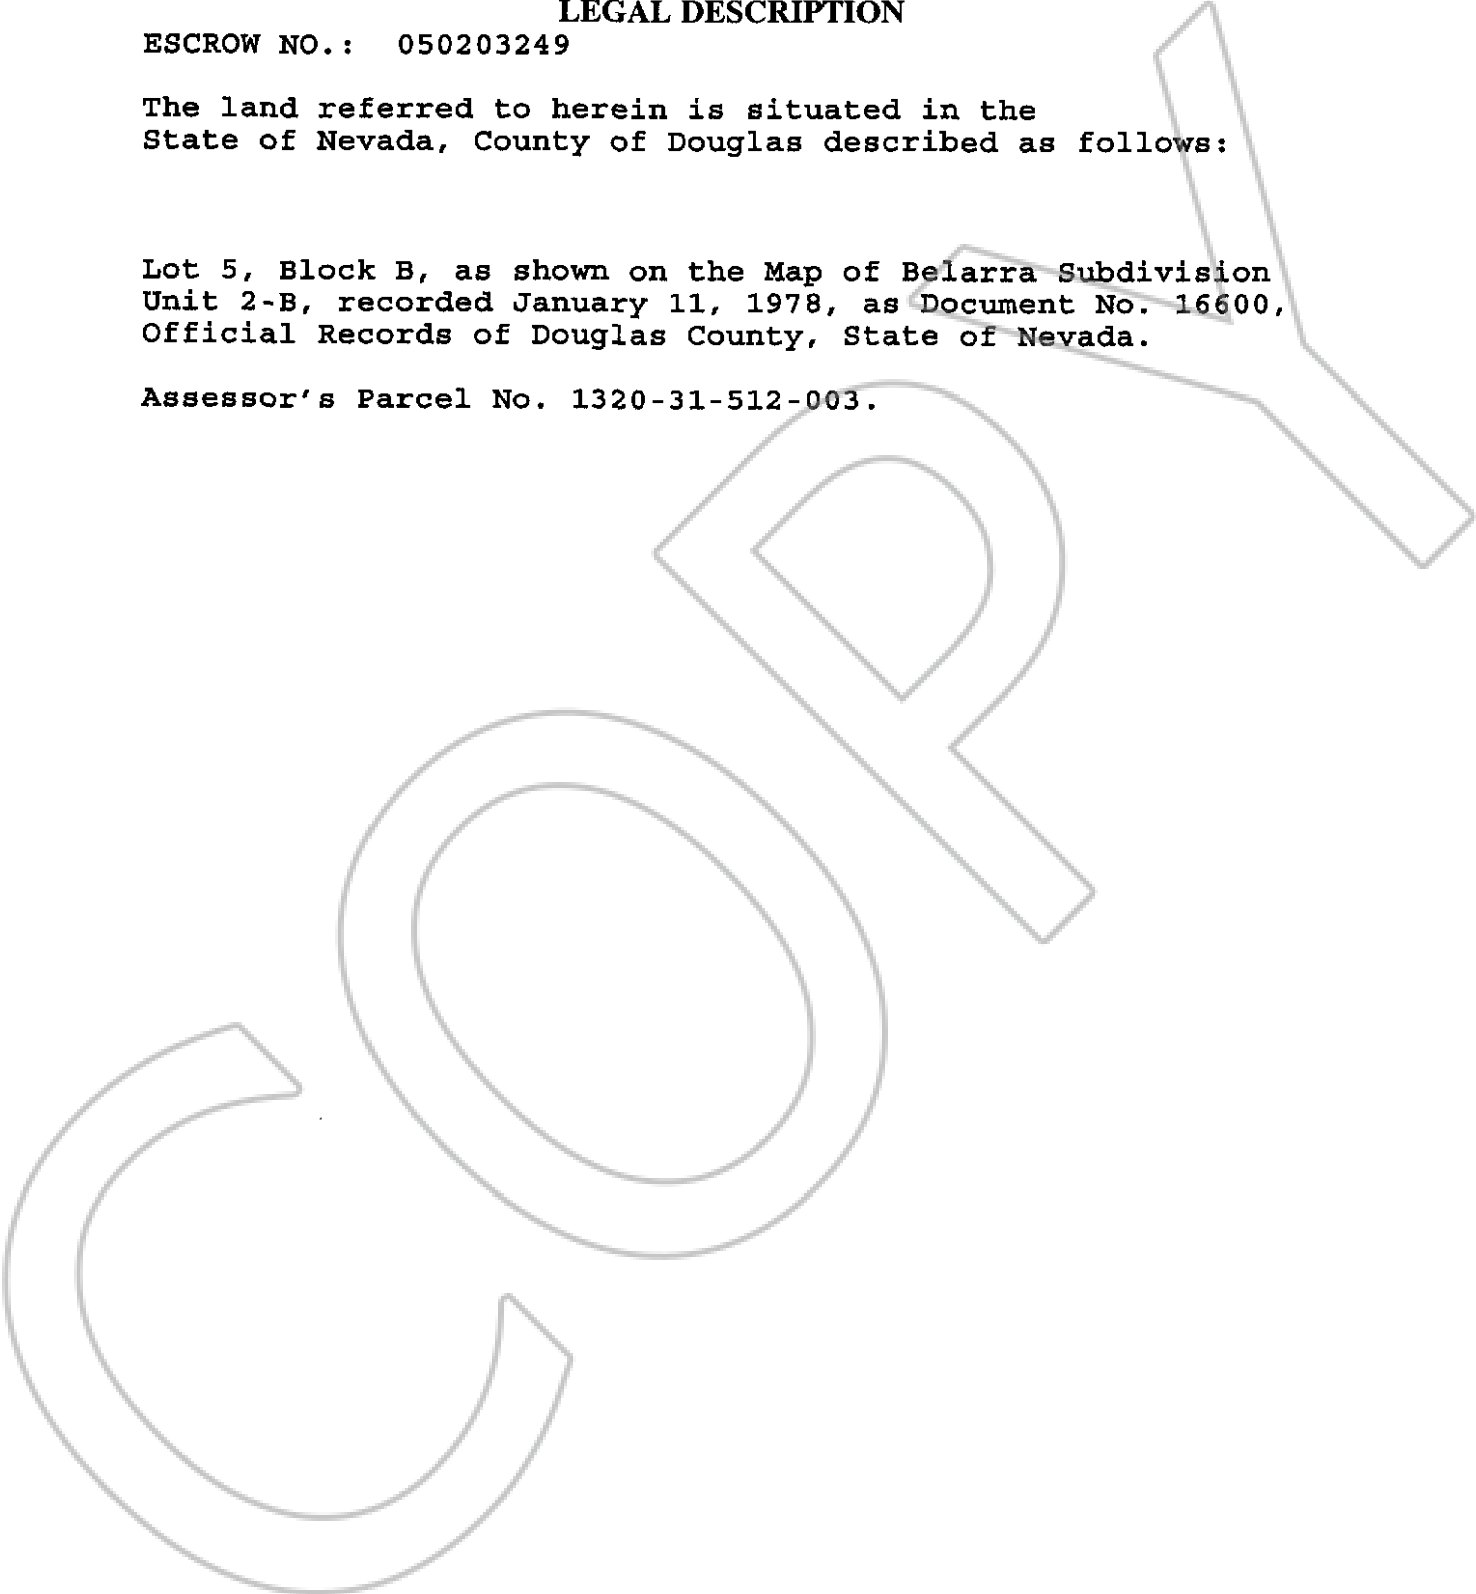 LEGAL DESCRIPTION
ESCROW NO.: 050203249
The land referred to herein is situated in the
State of Nevada, County of Douglas described as follows:
Lot 5, Block B, as shown on the Map of Belarra Subdivision
Unit 2-B, recorded January 11, 1978, as Document No. 16600,
Official Records of Douglas County, State of Nevada.
Assessor's Parcel No. 1320-31-512-003.
COPY